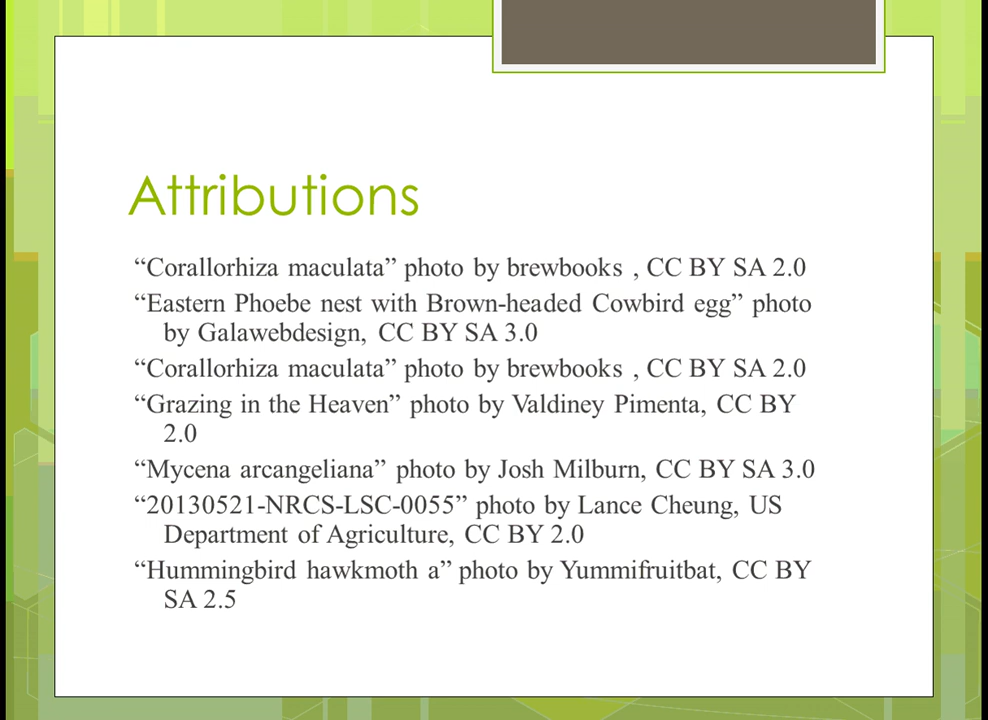 Attributions
“Corallorhiza maculata” photo by brewbooks , CC BY SA 2.0
“Eastern Phoebe nest with Brown-headed Cowbird egg” photo
by Galawebdesign, CC BY SA 3.0
“Corallorhiza maculata” photo by brewbooks , CC BY SA 2.0
“Grazing in the Heaven” photo by Valdiney Pimenta, CC BY
2.0
“Mycena arcangeliana” photo by Josh Milburn, CC BY SA 3.0
“20130521-NRCS-LSC-0055” photo by Lance Cheung, US
Department of Agriculture, CC BY 2.0
“Hummingbird hawkmoth a” photo by Yummifruitbat, CC BY
SA 2.5